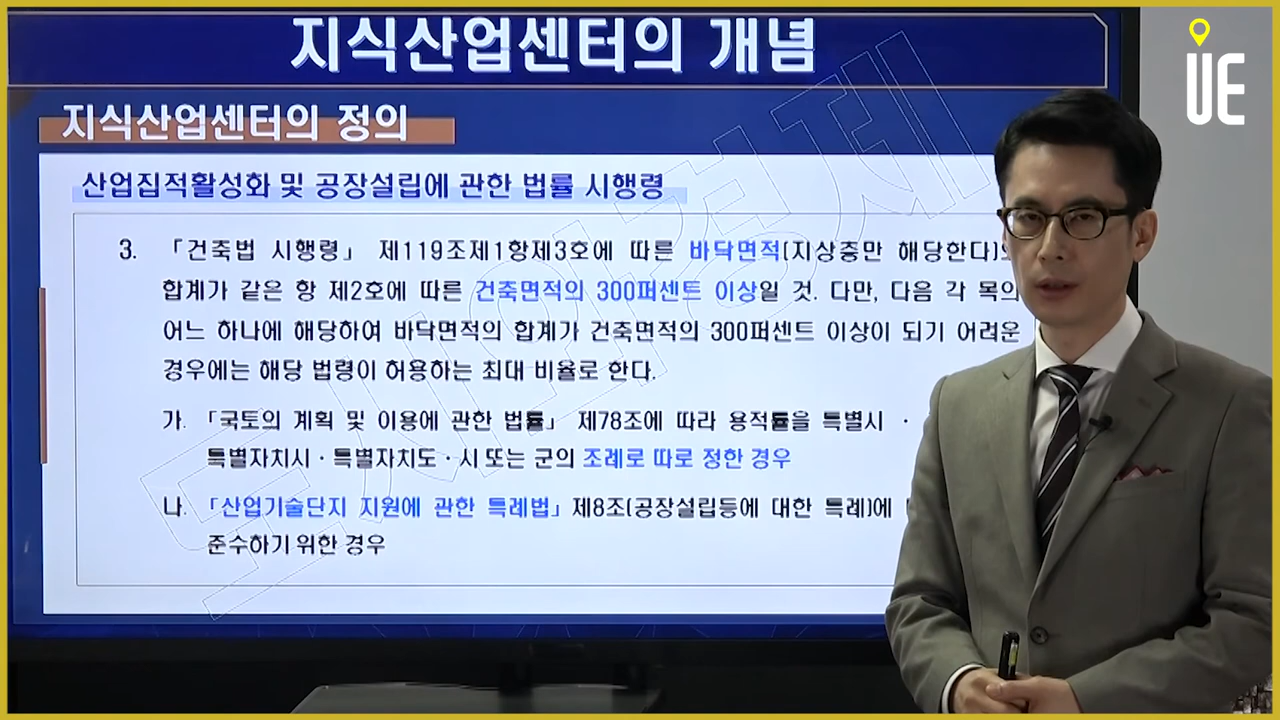 지식산업센터의 개념
UE
지식산업센터의 정의
산업집적활성화 및 공장설립에 관한 법률 시행령
3. 「건축법 시행령」 제119조제1항제3호에 따른 바닥면적(지상층만 해당한다)
합계가 같은 항 제2호에 따른 건축면적의 300퍼센트 이상일 것. 다만, 다음 각 목의
어느 하나에 해당하여 바닥면적의 합계가 건축면적의 300퍼센트 이상이 되기 어려운
경우에는 해당 법령이 허용하는 최대 비율로 한다.
가. 「국토의 계획 및 이용에 관한 법률」 제78조에 따라 용적률을 특별시 ·
특별자치시 · 특별자치도 · 시 또는 군의 조례로 따로 정한 경우
나. 「산업기술단지 지원에 관한 특례법」 제8조(공장설립등에 대한 특례)에
준수하기 위한 경우
도시와경제